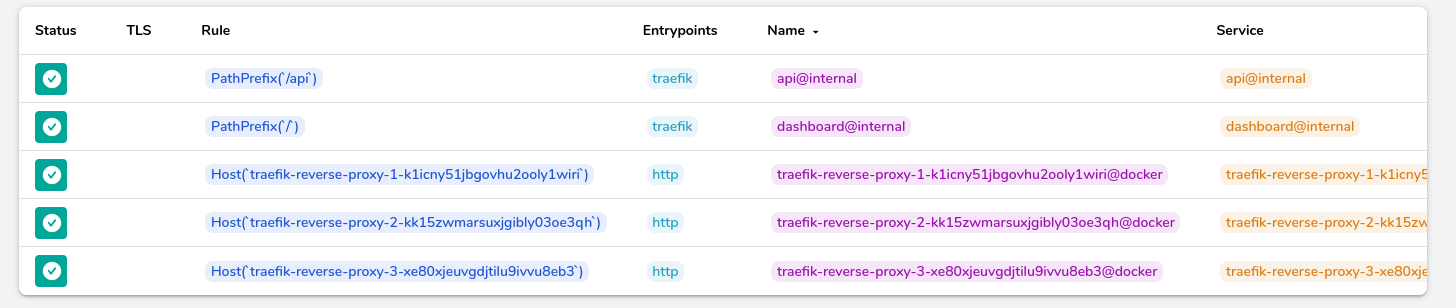 Status TLS Rule Entrypoints Name Service
PathPrefix(`/api`) traefik api@internal api@internal
PathPrefix(`/`) traefik dashboard@internal dashboard@internal
Host(`traefik-reverse-proxy-1-k1icny51jbgovhu2ooly1wiri`) http traefik-reverse-proxy-1-k1icny51jbgovhu2ooly1wiri@docker traefik-reverse-proxy-1-k1icny5
Host(`traefik-reverse-proxy-2-kk15zwmarsuxjgibly03oe3qh`) http traefik-reverse-proxy-2-kk15zwmarsuxjgibly03oe3qh@docker traefik-reverse-proxy-2-kk15zw
Host(`traefik-reverse-proxy-3-xe80xjeuvgdjtilu9ivvu8eb3`) http traefik-reverse-proxy-3-xe80xjeuvgdjtilu9ivvu8eb3@docker traefik-reverse-proxy-3-xe80xje